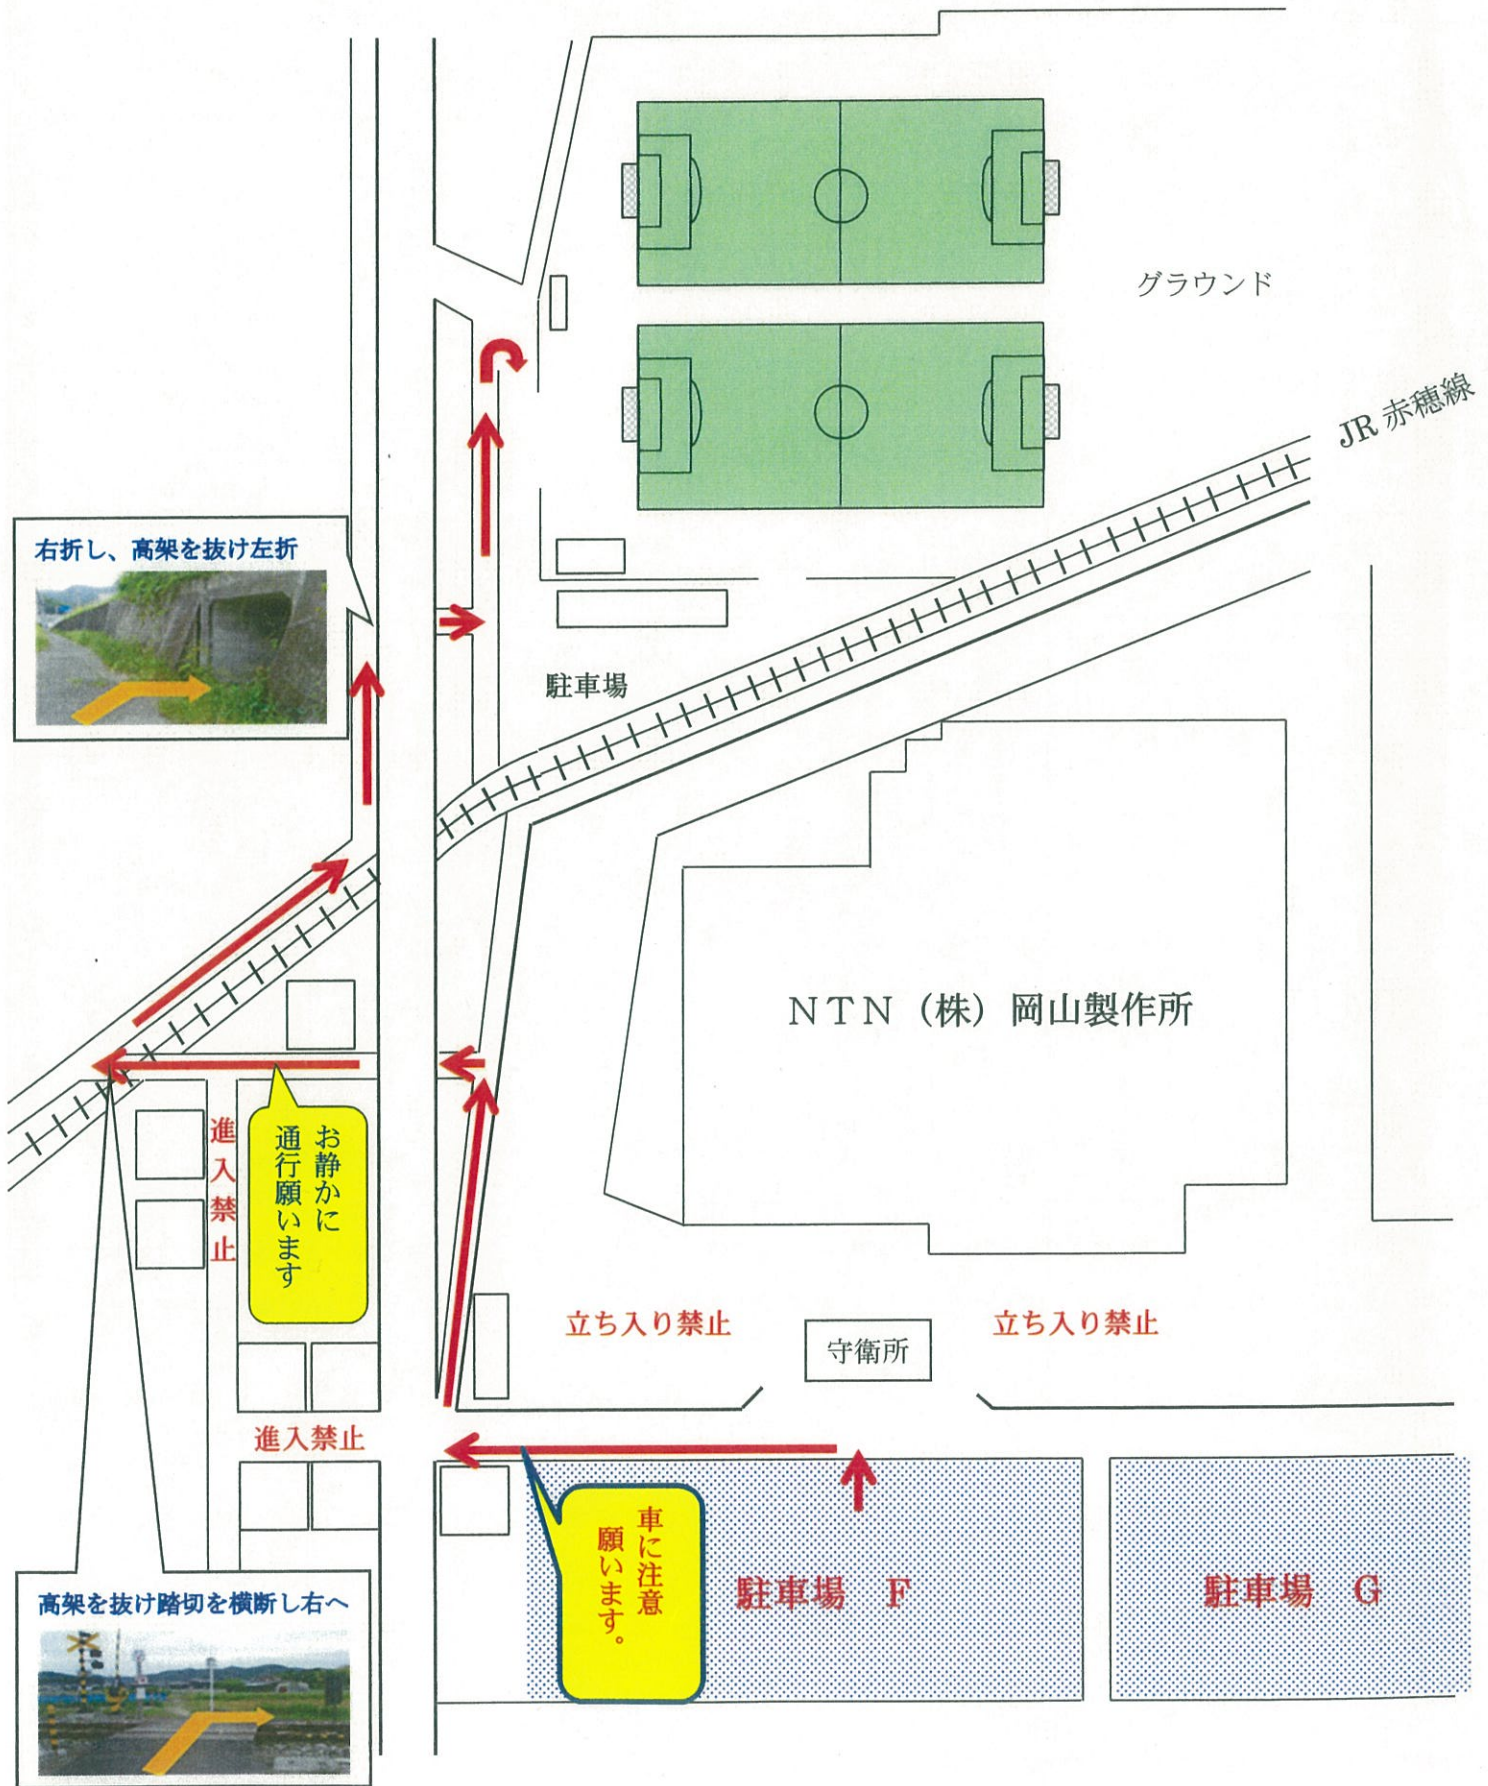 グラウンド
JR 赤穂線
右折し、高架を抜け左折
駐車場
NTN（株）岡山製作所
進入禁止
お静かに
通行願います
立ち入り禁止
守衛所
立ち入り禁止
進入禁止
車に注意
願います。
駐車場　F
駐車場　G
高架を抜け踏切を横断し右へ